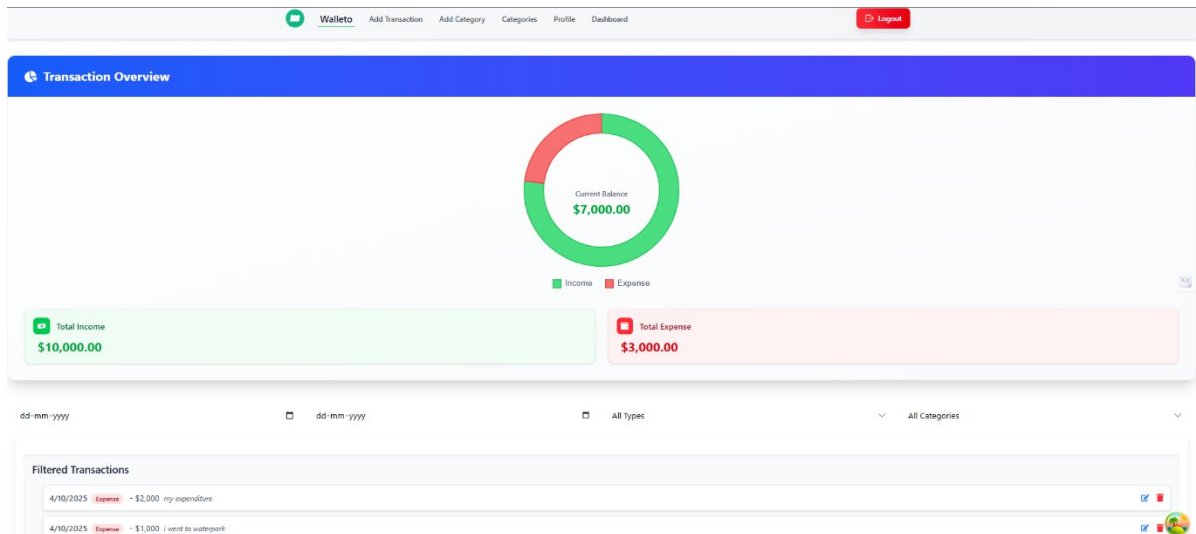 Walleto Add Transaction Add Category Categories Profile Dashboard Logout
Transaction Overview
Current Balance
$7,000.00
Income Expense
Total Income Total Expense
$10,000.00 $3,000.00
dd-mm-yyyy dd-mm-yyyy All Types All Categories
Filtered Transactions
4/10/2025 Expense - $2,000 my expenditure
4/10/2025 Expense - $1,000 i went to waterpark